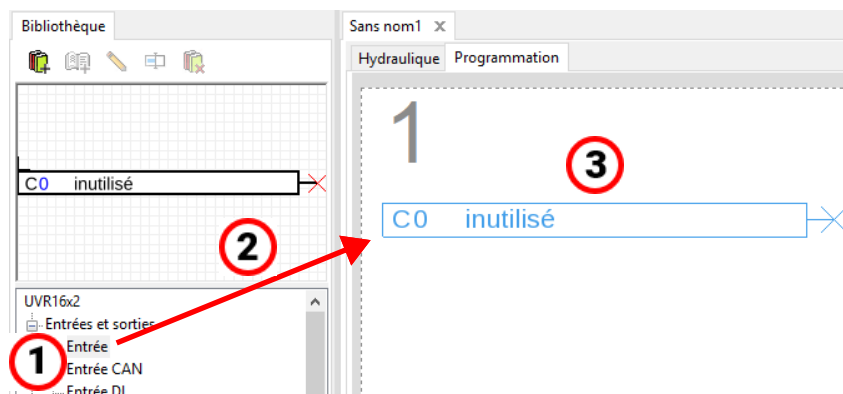 Bibliothèque
Sans nom1 X
Hydraulique Programmation
1
C0 inutilisé
3
C0 inutilisé
2
UVR16x2
Entrées et sorties
Entrée
1
Entrée CAN
Entrée DL